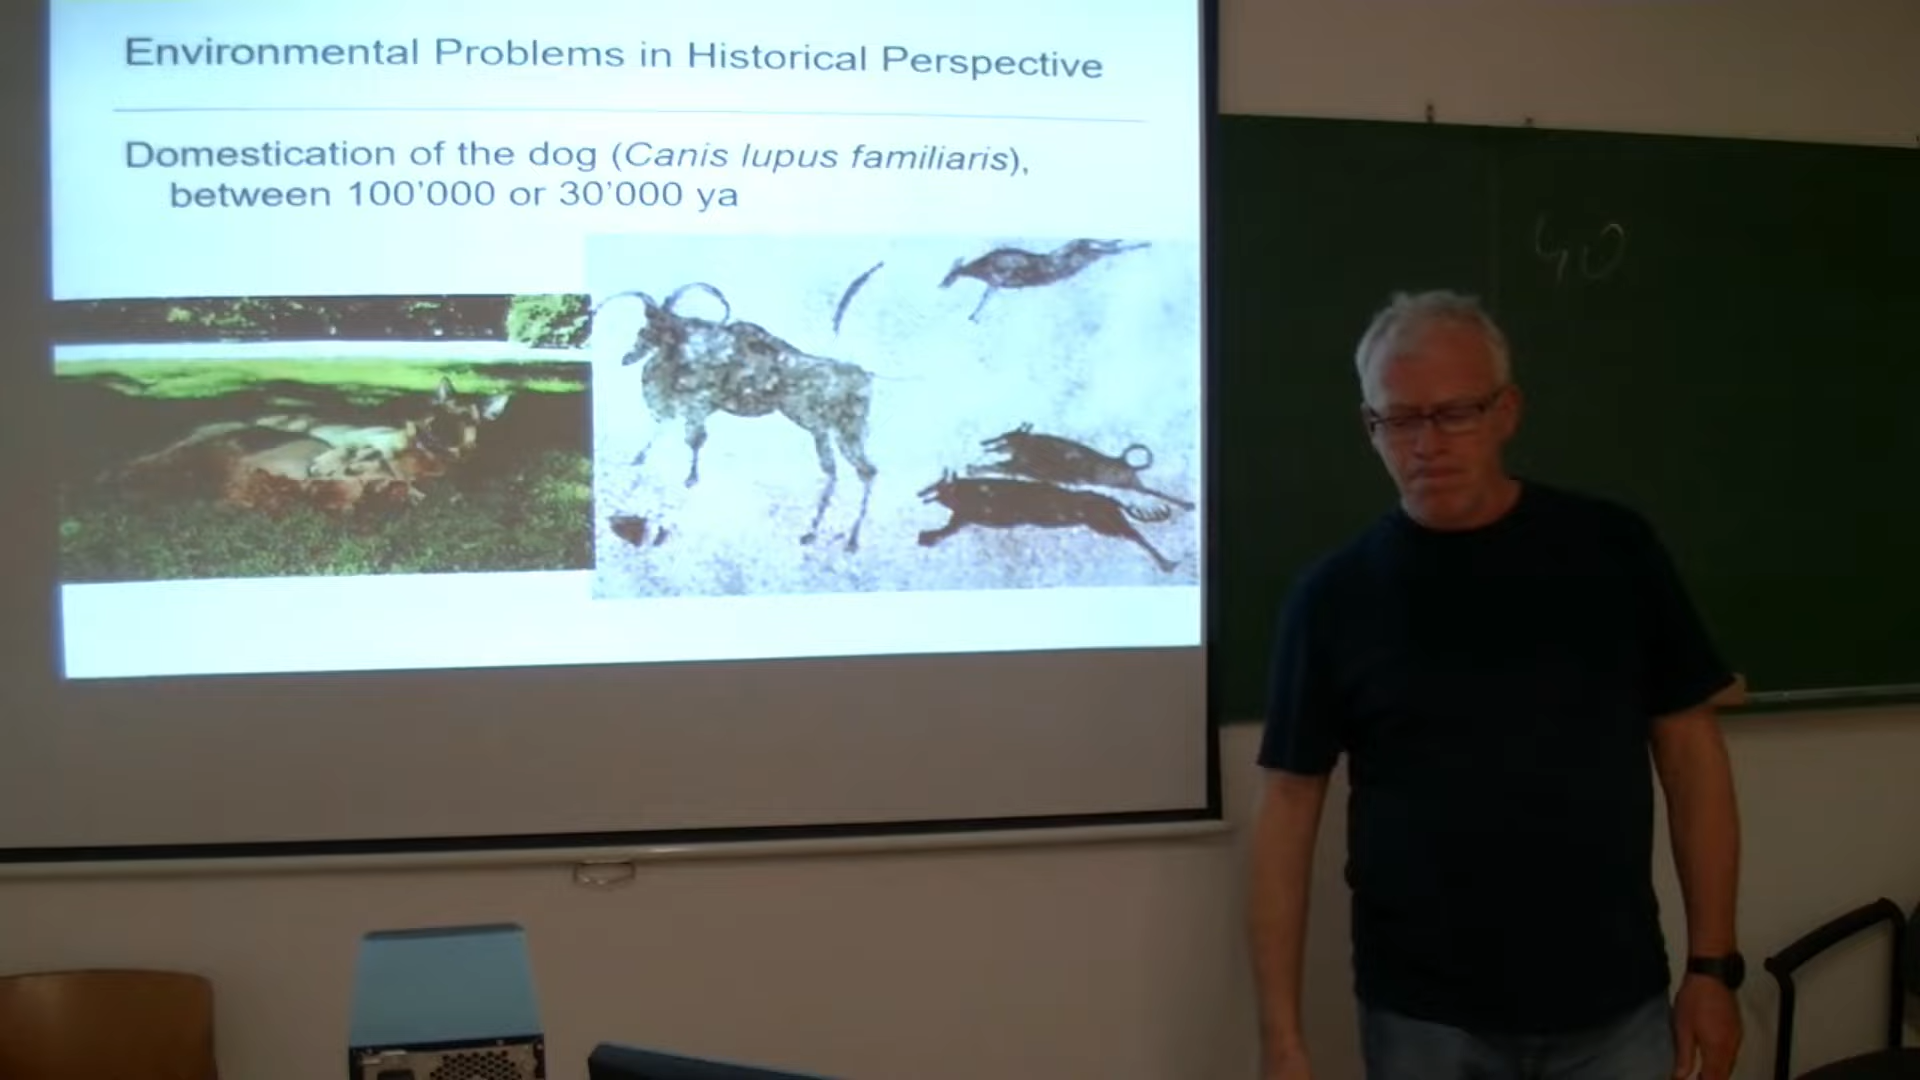 Environmental Problems in Historical Perspective
Domestication of the dog (Canis lupus familiaris),
between 100’000 or 30’000 ya
40